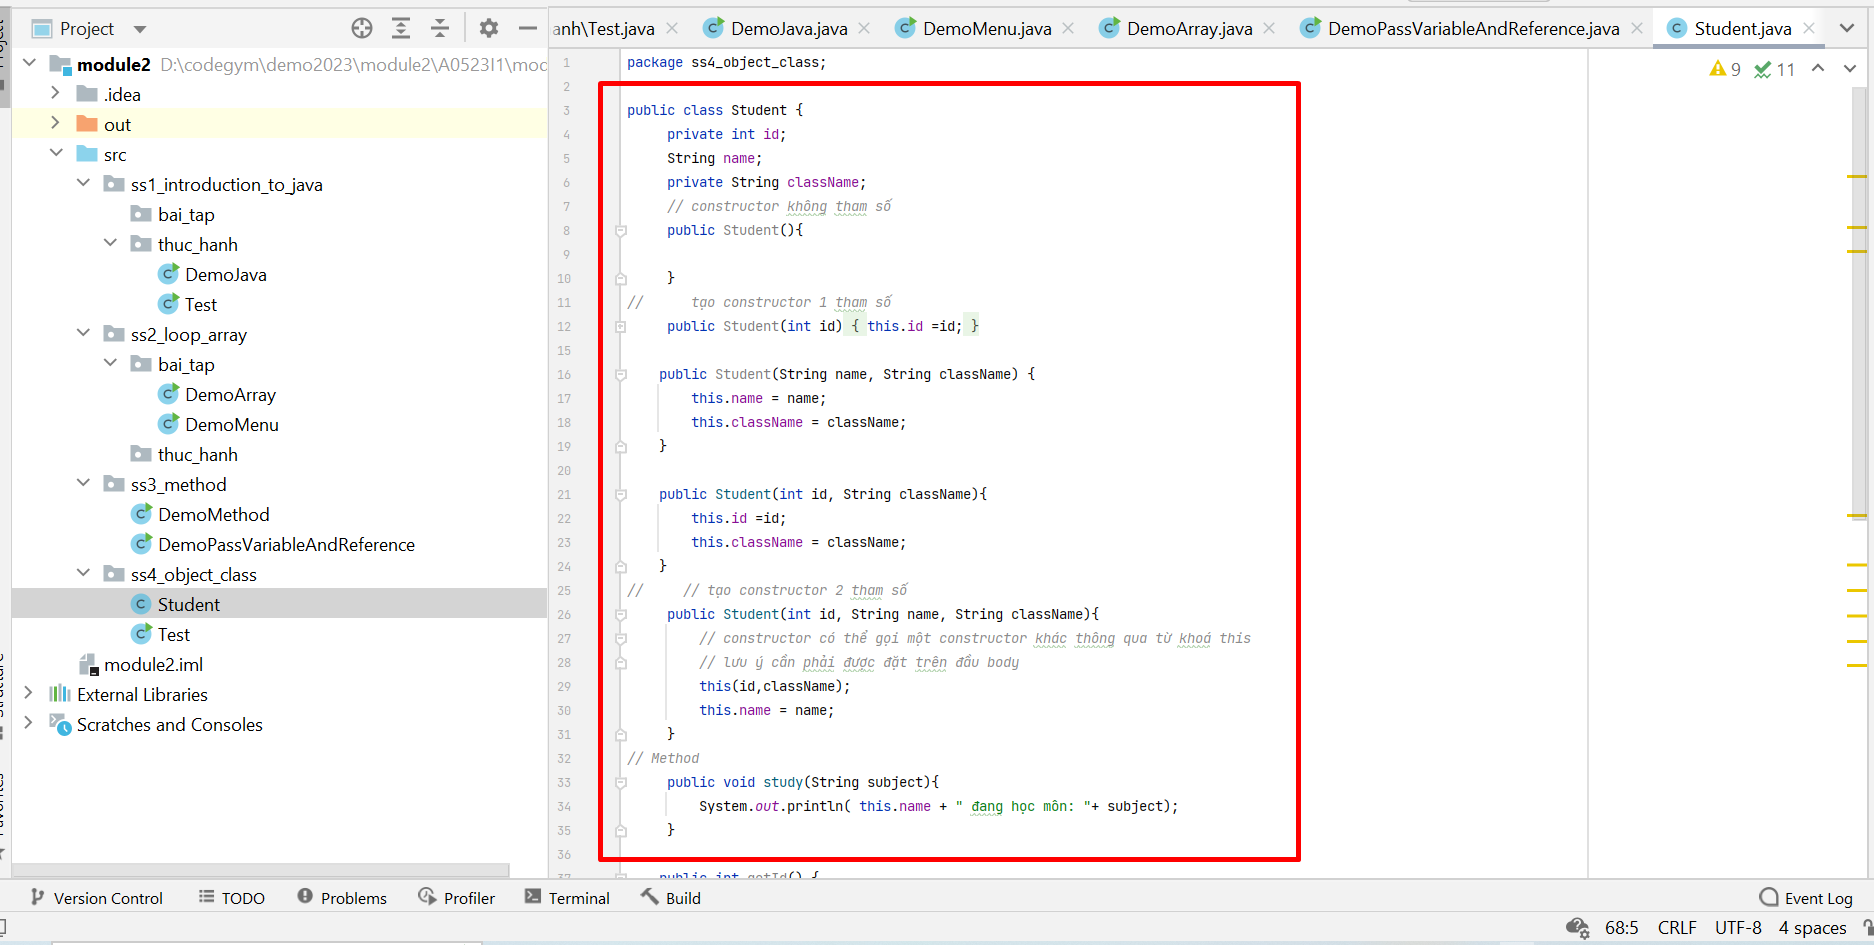 Project
module2 D:\codegym\demo2023\module2\A0523I1\mod
.idea
out
src
ss1_introduction_to_java
bai_tap
thuc_hanh
DemoJava
Test
ss2_loop_array
bai_tap
DemoArray
DemoMenu
thuc_hanh
ss3_method
DemoMethod
DemoPassVariableAndReference
ss4_object_class
Student
Test
module2.iml
External Libraries
Scratches and Consoles
anh\Test.java DemoJava.java DemoMenu.java DemoArray.java DemoPassVariableAndReference.java Student.java
9 11
1 package ss4_object_class;
2
3 public class Student {
4 private int id;
5 String name;
6 private String className;
7 // constructor không tham số
8 public Student(){
9
10 }
11 // tạo constructor 1 tham số
12 public Student(int id) { this.id =id; }
15
16 public Student(String name, String className) {
17 this.name = name;
18 this.className = className;
19 }
20
21 public Student(int id, String className){
22 this.id =id;
23 this.className = className;
24 }
25 // // tạo constructor 2 tham số
26 public Student(int id, String name, String className){
27 // constructor có thể gọi một constructor khác thông qua từ khoá this
28 // lưu ý cần phải được đặt trên đầu body
29 this(id,className);
30 this.name = name;
31 }
32 // Method
33 public void study(String subject){
34 System.out.println( this.name + " đang học môn: "+ subject);
35 }
36
37 public int getId() {
Version Control TODO Problems Profiler Terminal Build Event Log
68:5 CRLF UTF-8 4 spaces